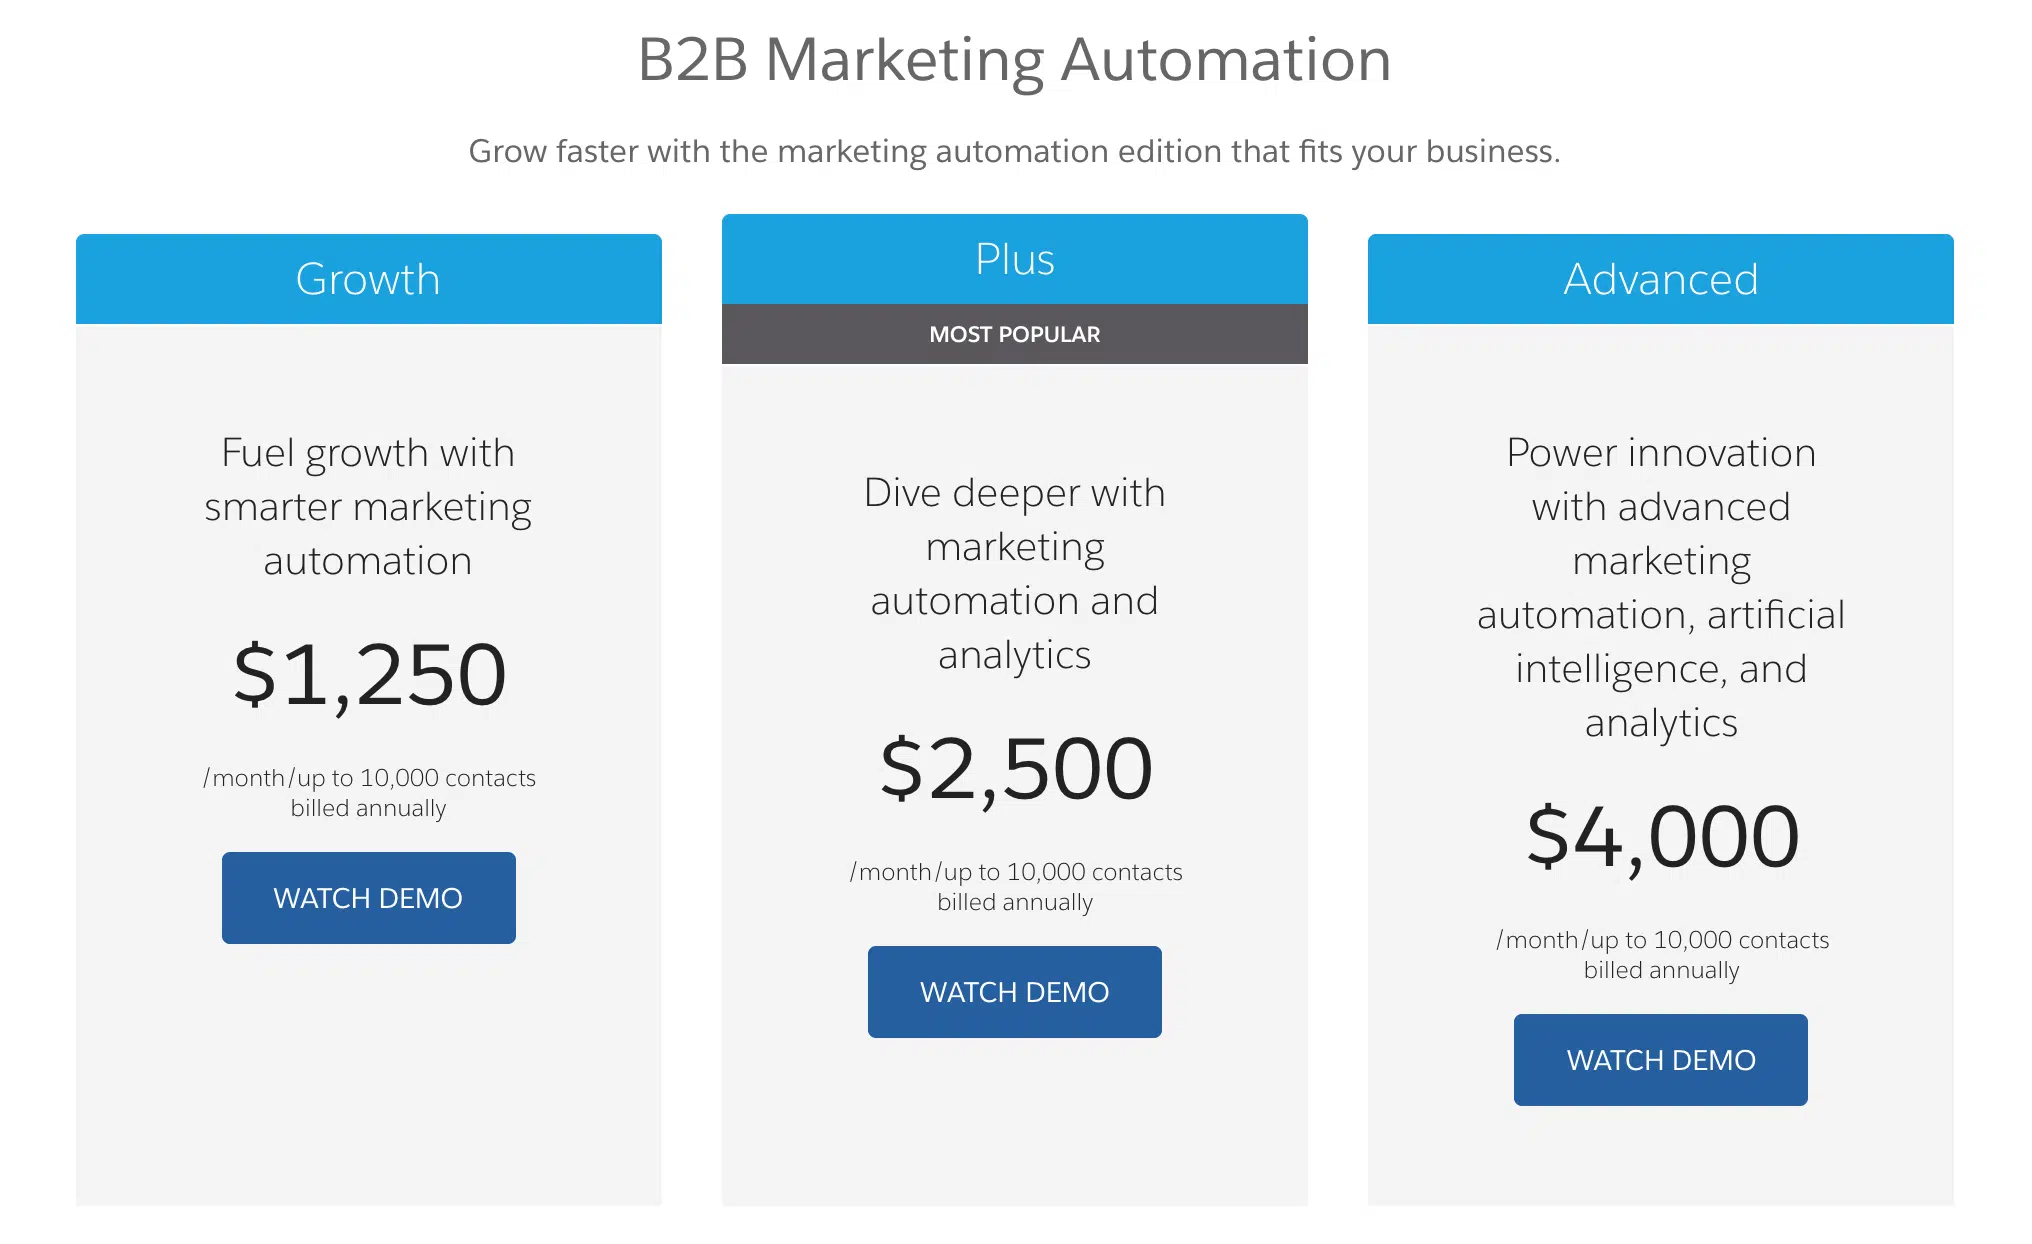 B2B Marketing Automation
Grow faster with the marketing automation edition that fits your business.
Growth
Fuel growth with
smarter marketing
automation
$1,250
/month/up to 10,000 contacts
billed annually
WATCH DEMO
Plus
MOST POPULAR
Dive deeper with
marketing
automation and
analytics
$2,500
/month/up to 10,000 contacts
billed annually
WATCH DEMO
Advanced
Power innovation
with advanced
marketing
automation, artificial
intelligence, and
analytics
$4,000
/month/up to 10,000 contacts
billed annually
WATCH DEMO